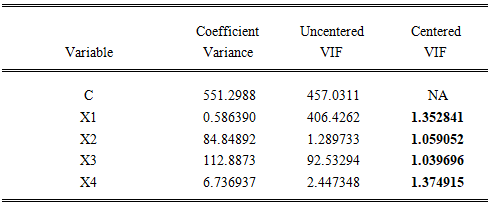 Coefficient Uncentered Centered
Variable Variance VIF VIF
C 551.2988 457.0311 NA
X1 0.586390 406.4262 1.352841
X2 84.84892 1.289733 1.059052
X3 112.8873 92.53294 1.039696
X4 6.736937 2.447348 1.374915